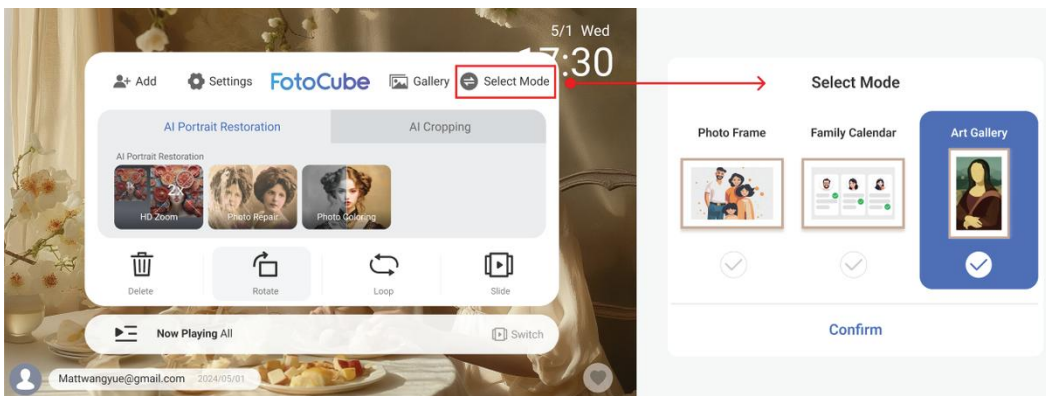 5/1 Wed
17:30
Add
Settings
FotoCube
Gallery
Select Mode
AI Portrait Restoration
AI Cropping
AI Portrait Restoration
2x
HD Zoom
Photo Repair
Photo Coloring
Delete
Rotate
Loop
Slide
Now Playing All
Switch
Mattwangyue@gmail.com 2024/05/01
Select Mode
Photo Frame
Family Calendar
Art Gallery
Confirm